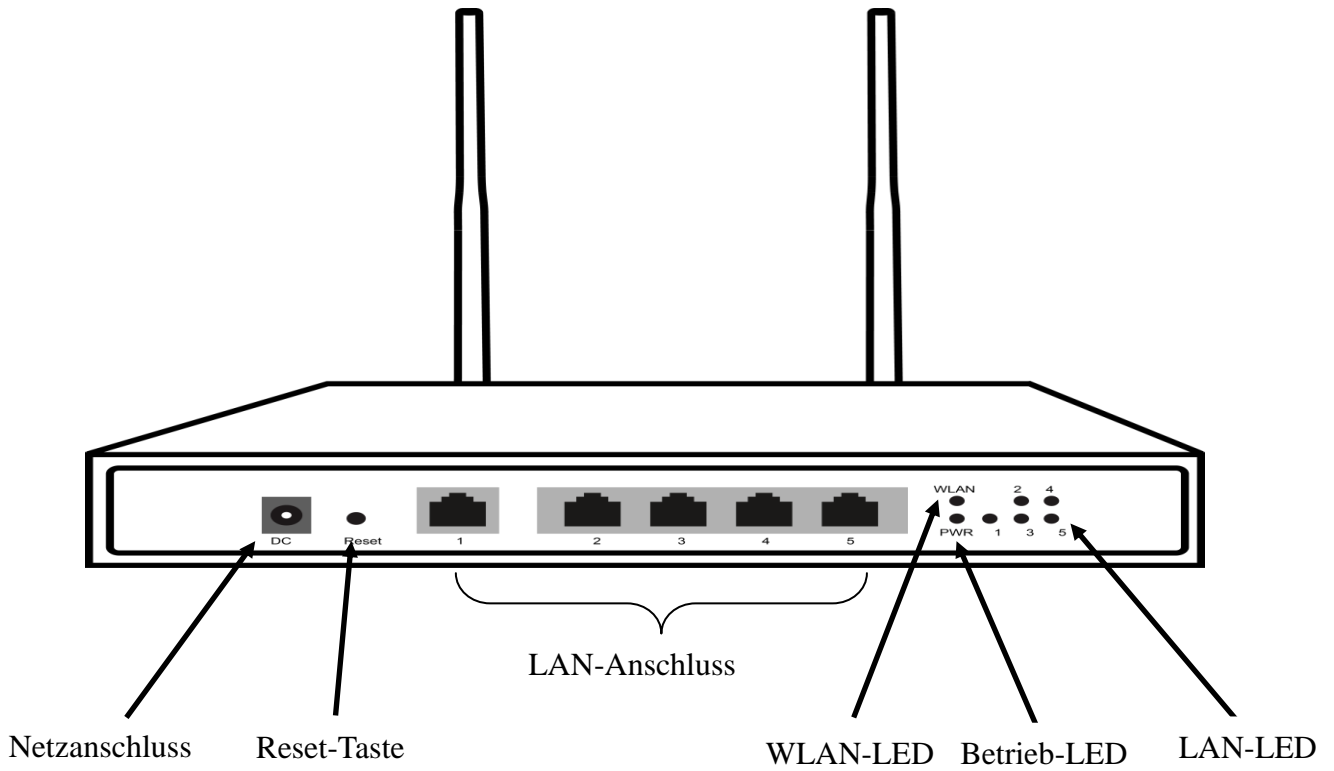 WLAN 2 4
DC Reset 1 2 3 4 5 PWR 1 3 5
LAN-Anschluss
Netzanschluss Reset-Taste WLAN-LED Betrieb-LED LAN-LED